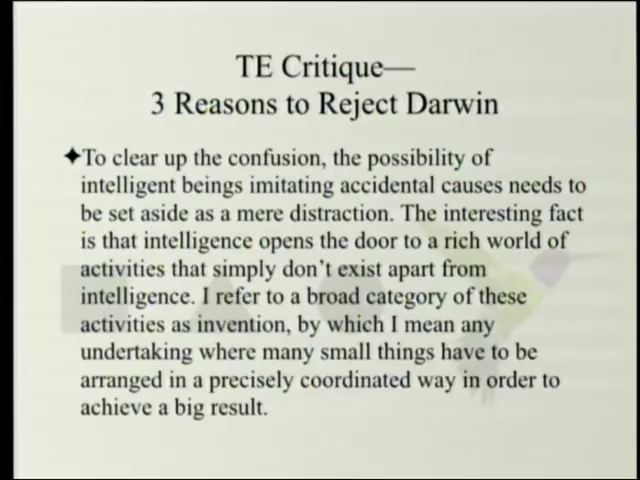 TE Critique—
3 Reasons to Reject Darwin
✦To clear up the confusion, the possibility of
intelligent beings imitating accidental causes needs to
be set aside as a mere distraction. The interesting fact
is that intelligence opens the door to a rich world of
activities that simply don’t exist apart from
intelligence. I refer to a broad category of these
activities as invention, by which I mean any
undertaking where many small things have to be
arranged in a precisely coordinated way in order to
achieve a big result.